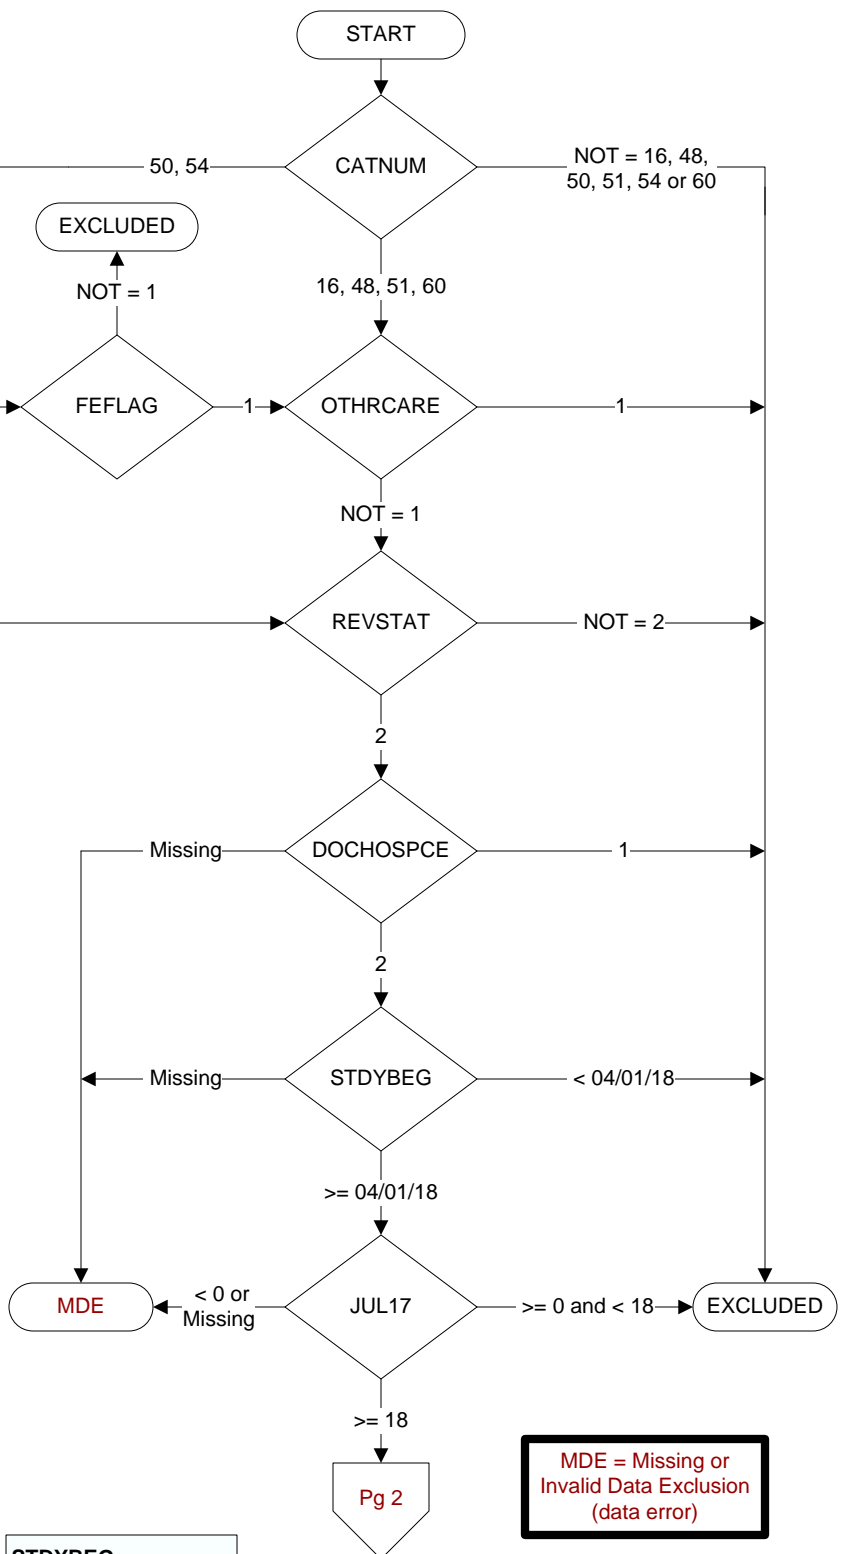 START
50, 54
CATNUM
NOT = 16, 48,
50, 51, 54 or 60
EXCLUDED
NOT = 1
16, 48, 51, 60
FEFLAG
1
OTHRCARE
1
NOT = 1
REVSTAT
NOT = 2
2
Missing
DOCHOSPCE
1
2
Missing
STDYBEG
< 04/01/18
>= 04/01/18
MDE
< 0 or
Missing
JUL17
>= 0 and < 18
EXCLUDED
>= 18
Pg 2
MDE = Missing or
Invalid Data Exclusion
(data error)
STDYBEG